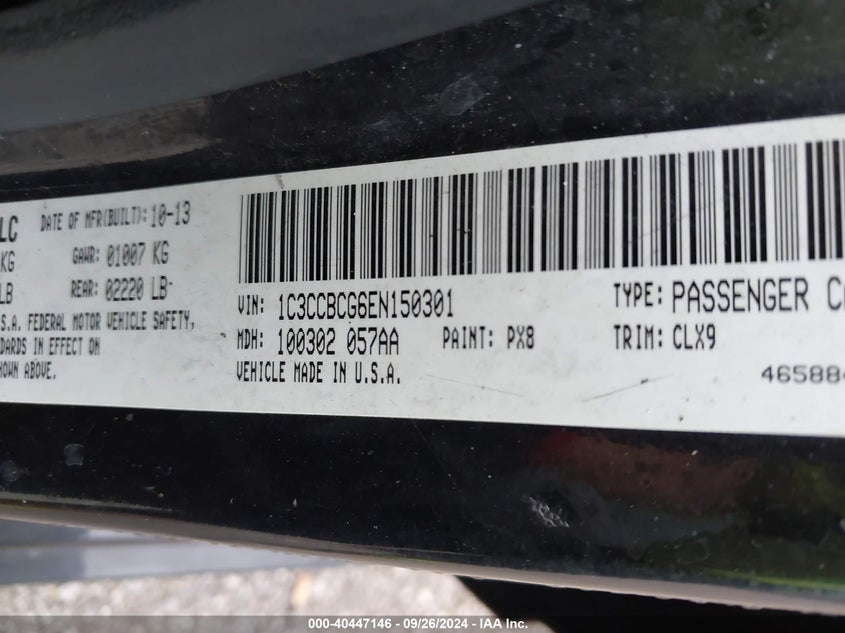 LC DATE OF MFR(BUILT): 10-13
KG GAWR: 01007 KG
LB REAR: 02220 LB
S.A. FEDERAL MOTOR VEHICLE SAFETY,
DARDS IN EFFECT ON
HOWN ABOVE.
VIN: 1C3CCBCG6EN150301 TYPE: PASSENGER CA
MDH: 100302 057AA PAINT: PX8 TRIM: CLX9
VEHICLE MADE IN U.S.A. 46588
000-40447146 - 09/26/2024 - IAA Inc.